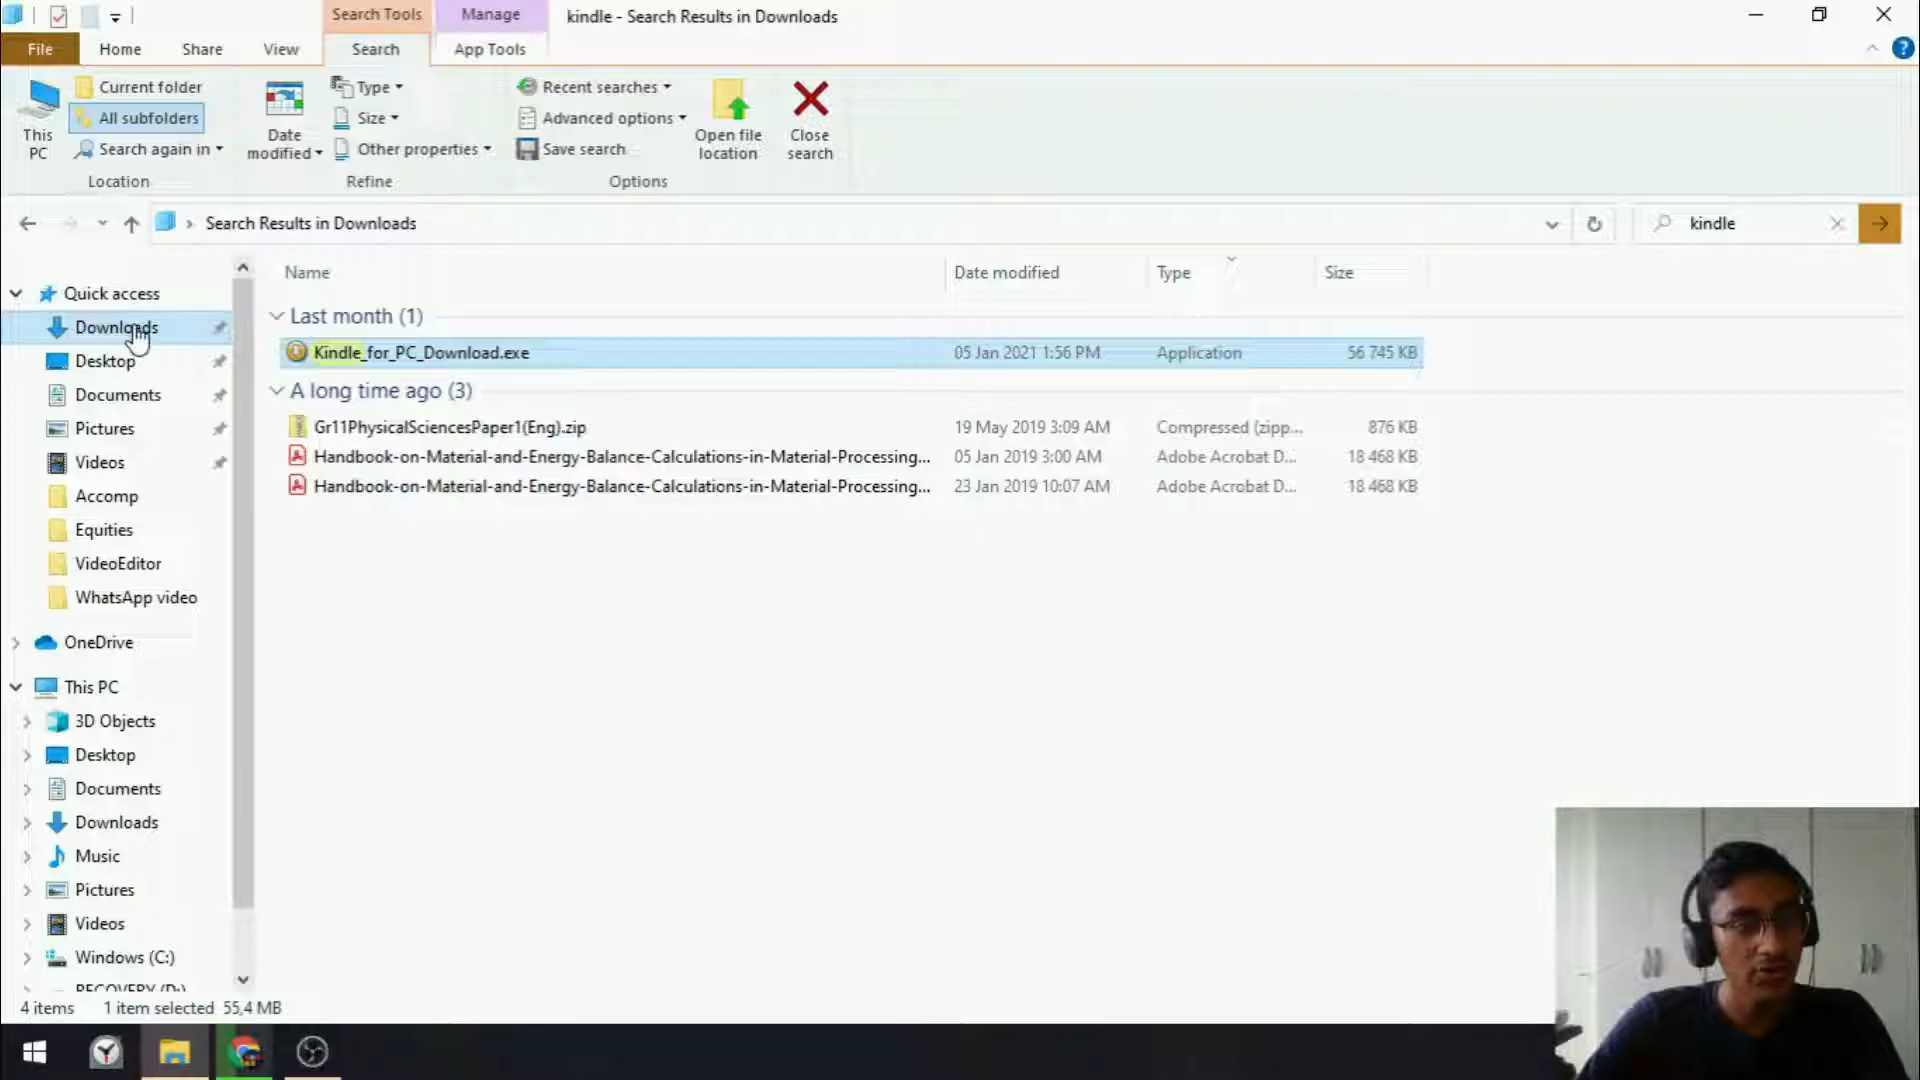 Search Tools
Manage
kindle - Search Results in Downloads
File
Home
Share
View
Search
App Tools
This PC
Current folder
All subfolders
Search again in
Location
Date modified
Type
Size
Other properties
Refine
Recent searches
Advanced options
Save search
Options
Open file location
Close search
Search Results in Downloads
kindle
Name
Date modified
Type
Size
Last month (1)
Kindle_for_PC_Download.exe 05 Jan 2021 1:56 PM Application 56 745 KB
A long time ago (3)
Gr11PhysicalSciencesPaper1(Eng).zip 19 May 2019 3:09 AM Compressed (zipp... 876 KB
Handbook-on-Material-and-Energy-Balance-Calculations-in-Material-Processing... 05 Jan 2019 3:00 AM Adobe Acrobat D... 18 468 KB
Handbook-on-Material-and-Energy-Balance-Calculations-in-Material-Processing... 23 Jan 2019 10:07 AM Adobe Acrobat D... 18 468 KB
Quick access
Downloads
Desktop
Documents
Pictures
Videos
Accomp
Equities
VideoEditor
WhatsApp video
OneDrive
This PC
3D Objects
Desktop
Documents
Downloads
Music
Pictures
Videos
Windows (C:)
RECOVERY (D:)
4 items 1 item selected 55,4 MB